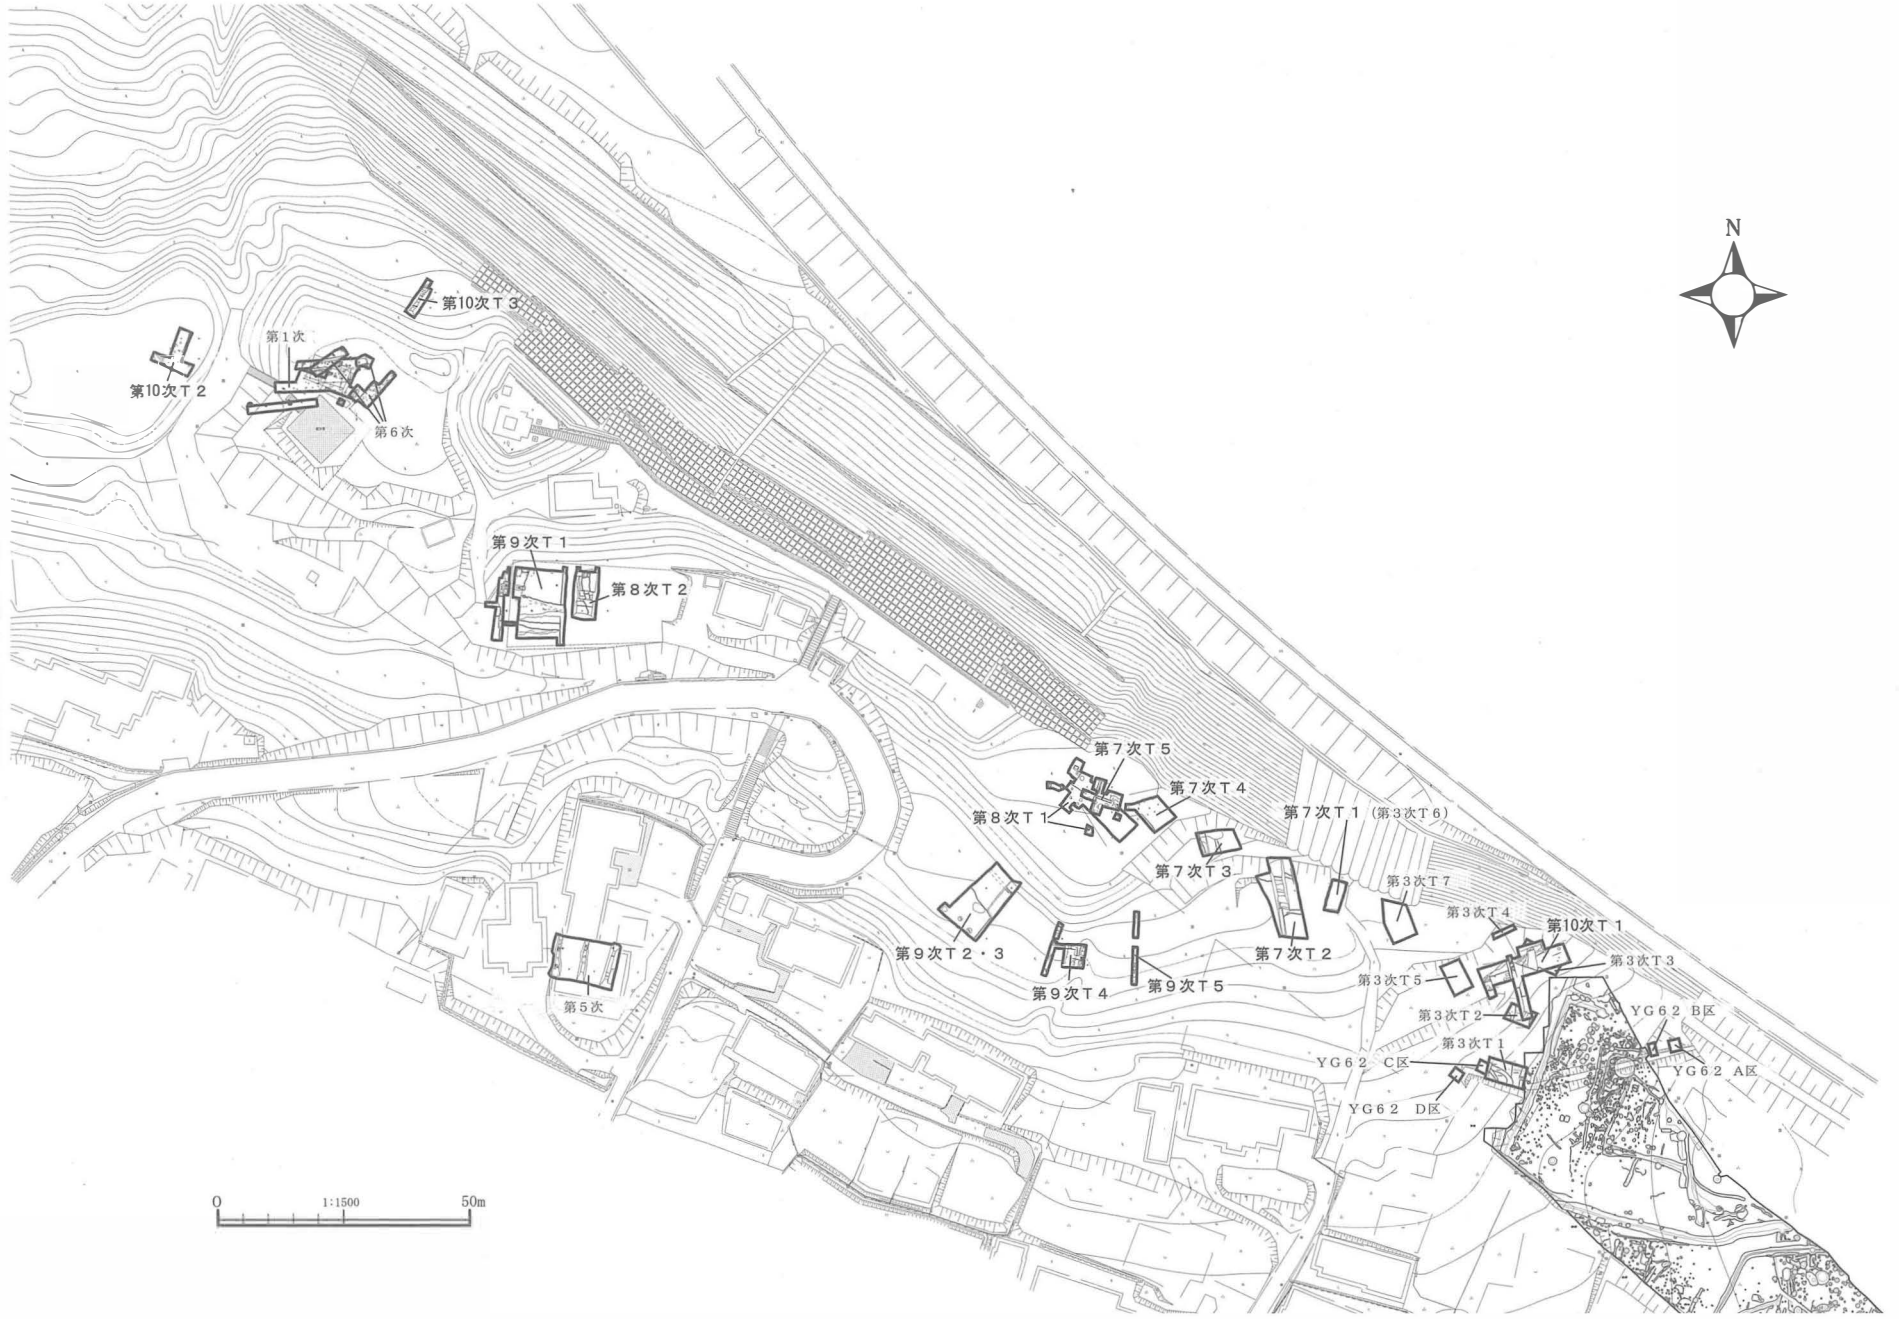 N
第10次T3
第1次
第10次T2
第6次
第9次T1
第8次T2
第7次T5
第7次T4
第8次T1
第7次T1 (第3次T6)
第7次T3
第3次T7
第3次T4
第10次T1
第9次T2・3
第7次T2
第3次T3
第3次T5
第9次T4
第9次T5
第5次
第3次T2
YG62 B区
第3次T1
YG62 C区
YG62 A区
YG62 D区
0 1:1500 50m